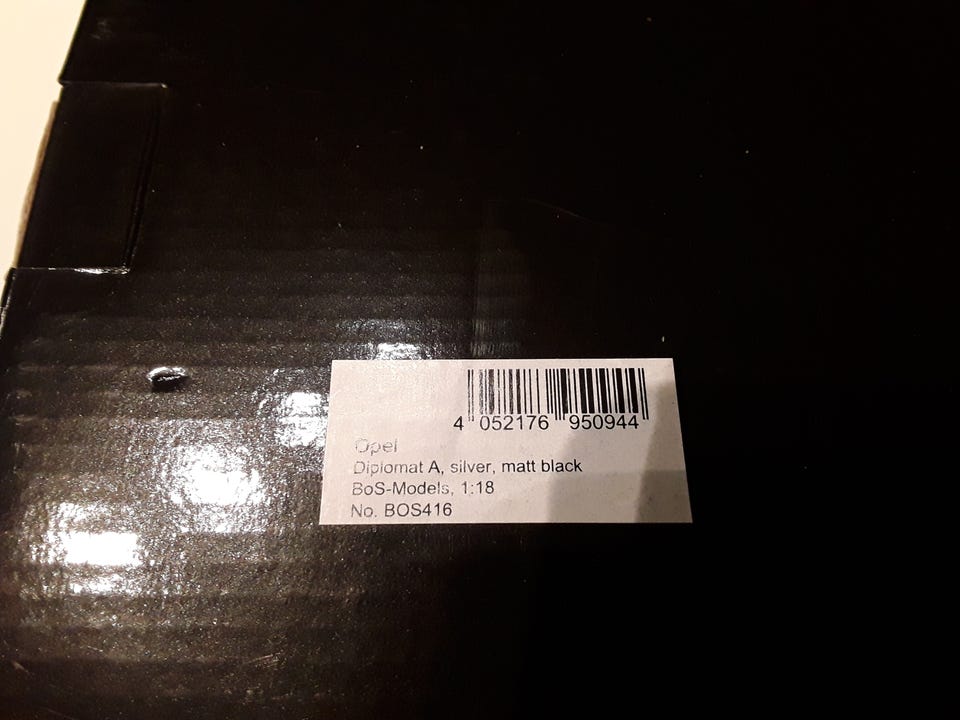 4 052176 950944
Opel
Diplomat A, silver, matt black
BoS-Models, 1:18
No. BOS416